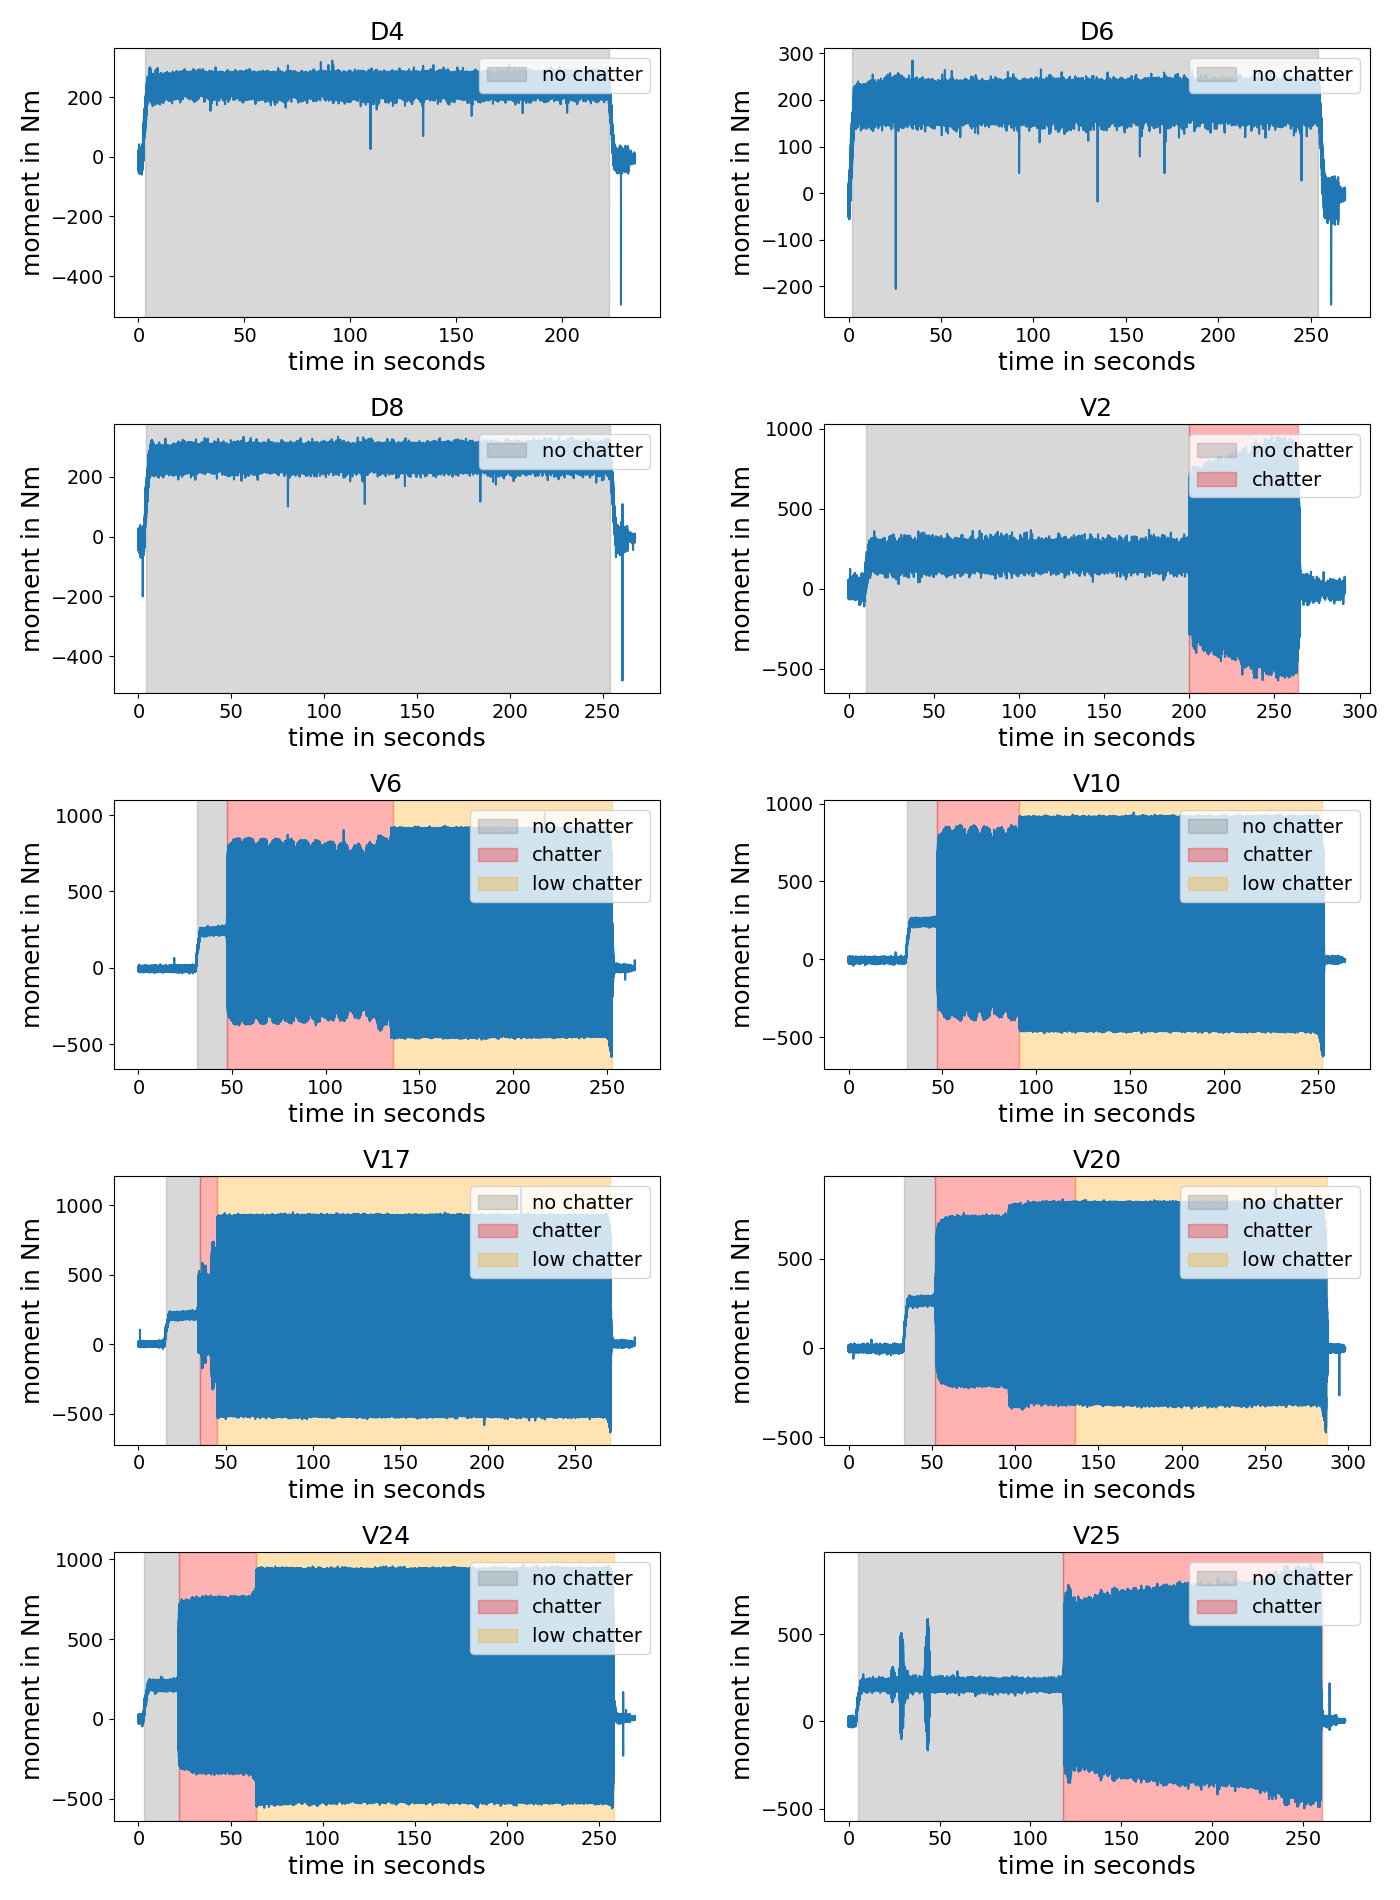 D4
no chatter
moment in Nm
200
0
−200
−400
0 50 100 150 200
time in seconds
D6
no chatter
moment in Nm
300
200
100
0
−100
−200
0 50 100 150 200 250
time in seconds
D8
no chatter
moment in Nm
200
0
−200
−400
0 50 100 150 200 250
time in seconds
V2
no chatter
chatter
moment in Nm
1000
500
0
−500
0 50 100 150 200 250 300
time in seconds
V6
no chatter
chatter
low chatter
moment in Nm
1000
500
0
−500
0 50 100 150 200 250
time in seconds
V10
no chatter
chatter
low chatter
moment in Nm
1000
500
0
−500
0 50 100 150 200 250
time in seconds
V17
no chatter
chatter
low chatter
moment in Nm
1000
500
0
−500
0 50 100 150 200 250
time in seconds
V20
no chatter
chatter
low chatter
moment in Nm
500
0
−500
0 50 100 150 200 250 300
time in seconds
V24
no chatter
chatter
low chatter
moment in Nm
1000
500
0
−500
0 50 100 150 200 250
time in seconds
V25
no chatter
chatter
moment in Nm
500
0
−500
0 50 100 150 200 250
time in seconds